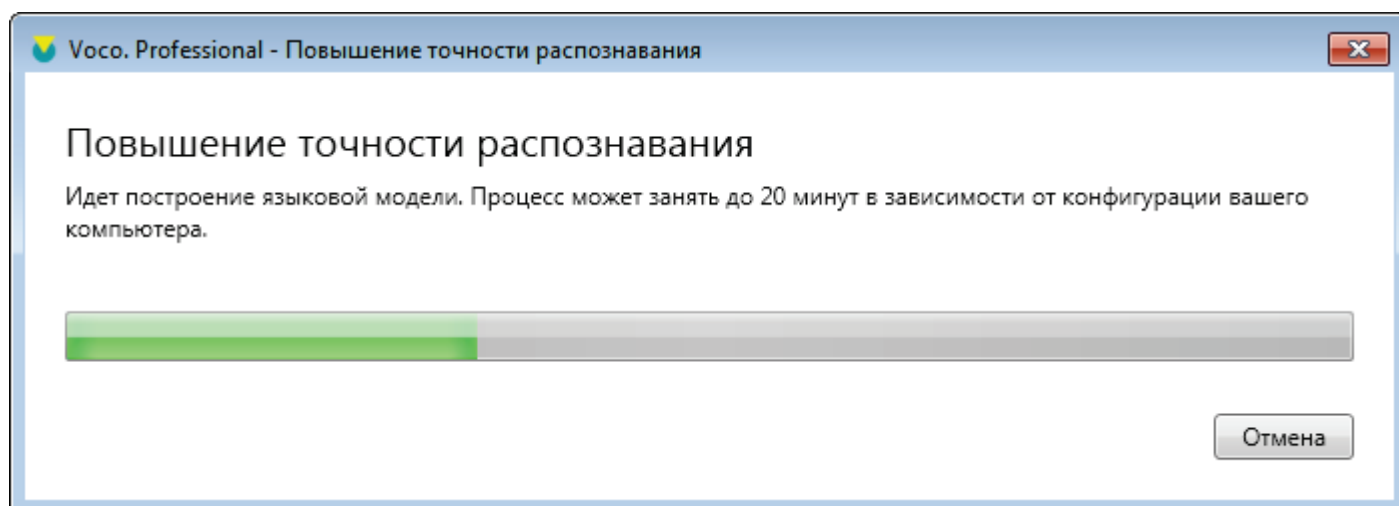 Voco. Professional - Повышение точности распознавания
Повышение точности распознавания
Идет построение языковой модели. Процесс может занять до 20 минут в зависимости от конфигурации вашего
компьютера.
Отмена